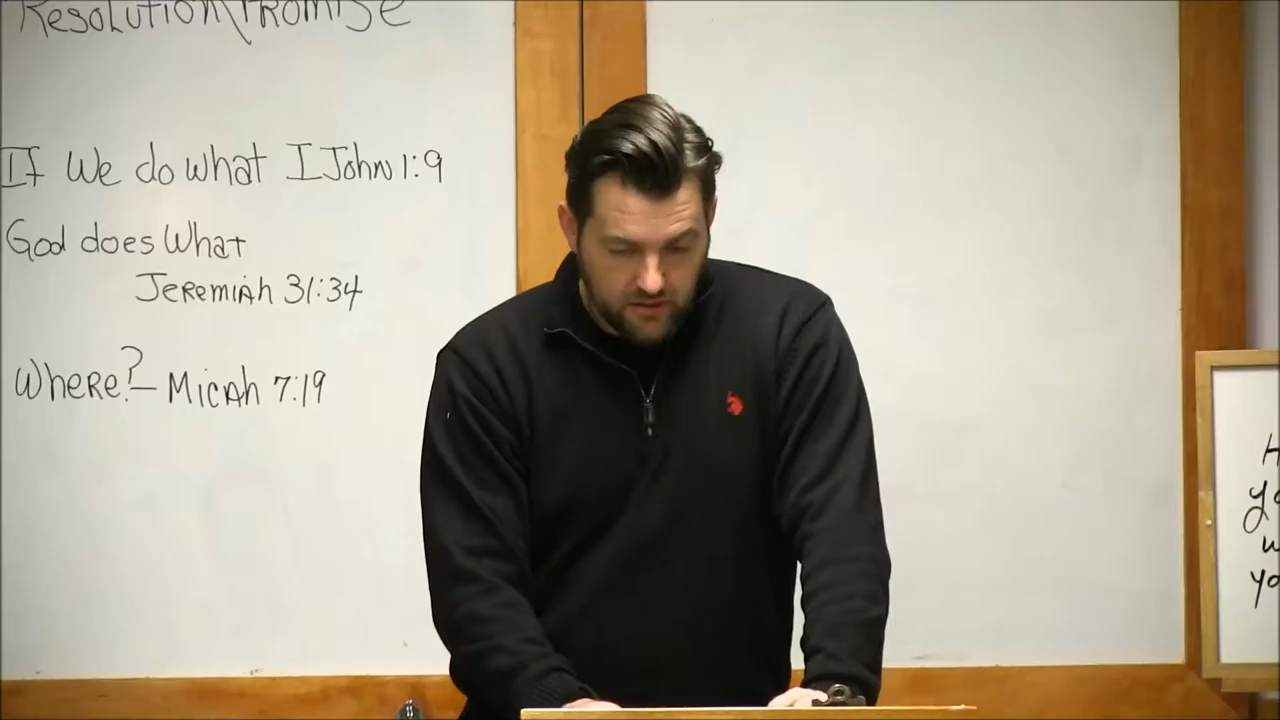 Resolution/Promise
If We do what I John 1:9
God does What
Jeremiah 31:34
Where? - Micah 7:19